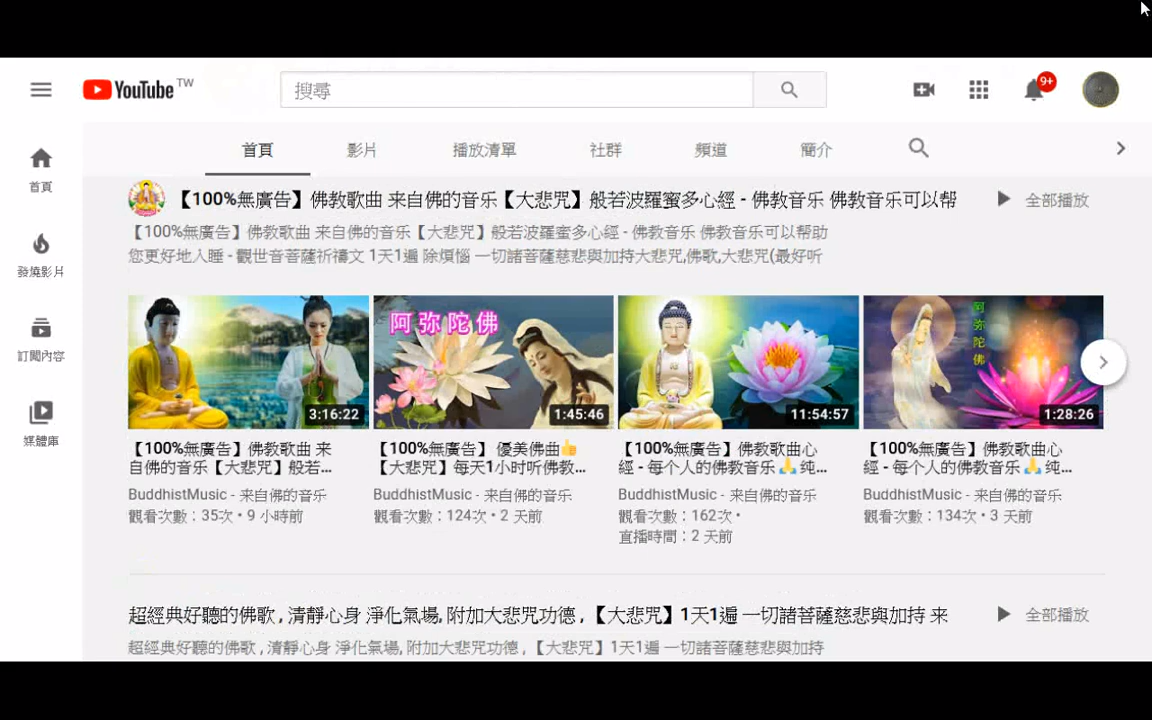 YouTube TW
搜尋
9+
首頁 影片 播放清單 社群 頻道 簡介
首頁
發燒影片
訂閱內容
媒體庫
【100%無廣告】佛教歌曲 来自佛的音乐【大悲咒】般若波羅蜜多心經 - 佛教音乐 佛教音乐可以帮
全部播放
【100%無廣告】佛教歌曲 來自佛的音乐【大悲咒】般若波羅蜜多心經 - 佛教音乐 佛教音乐可以帮助
您更好地入睡 - 觀世音菩薩祈禱文 1天1遍 除煩惱 一切諸菩薩慈悲與加持大悲咒,佛歌,大悲咒(最好听
3:16:22
阿弥陀佛
1:45:46
11:54:57
阿弥陀佛
1:28:26
【100%無廣告】佛教歌曲 来
自佛的音乐【大悲咒】般若...
BuddhistMusic - 来自佛的音乐
觀看次數：35次 • 9 小時前
【100%無廣告】 優美佛曲👍
【大悲咒】每天1小时听佛教...
BuddhistMusic - 来自佛的音乐
觀看次數：124次 • 2 天前
【100%無廣告】佛教歌曲心
經 - 每个人的佛教音乐🙏纯...
BuddhistMusic - 来自佛的音乐
觀看次數：162次 •
直播時間：2 天前
【100%無廣告】佛教歌曲心
經 - 每个人的佛教音乐🙏纯...
BuddhistMusic - 来自佛的音乐
觀看次數：134次 • 3 天前
超經典好聽的佛歌 , 清靜心身 淨化氣場, 附加大悲咒功德 , 【大悲咒】1天1遍 一切諸菩薩慈悲與加持 来
全部播放
超經典好聽的佛歌 , 清靜心身 淨化氣場, 附加大悲咒功德 , 【大悲咒】1天1遍 一切諸菩薩慈悲與加持